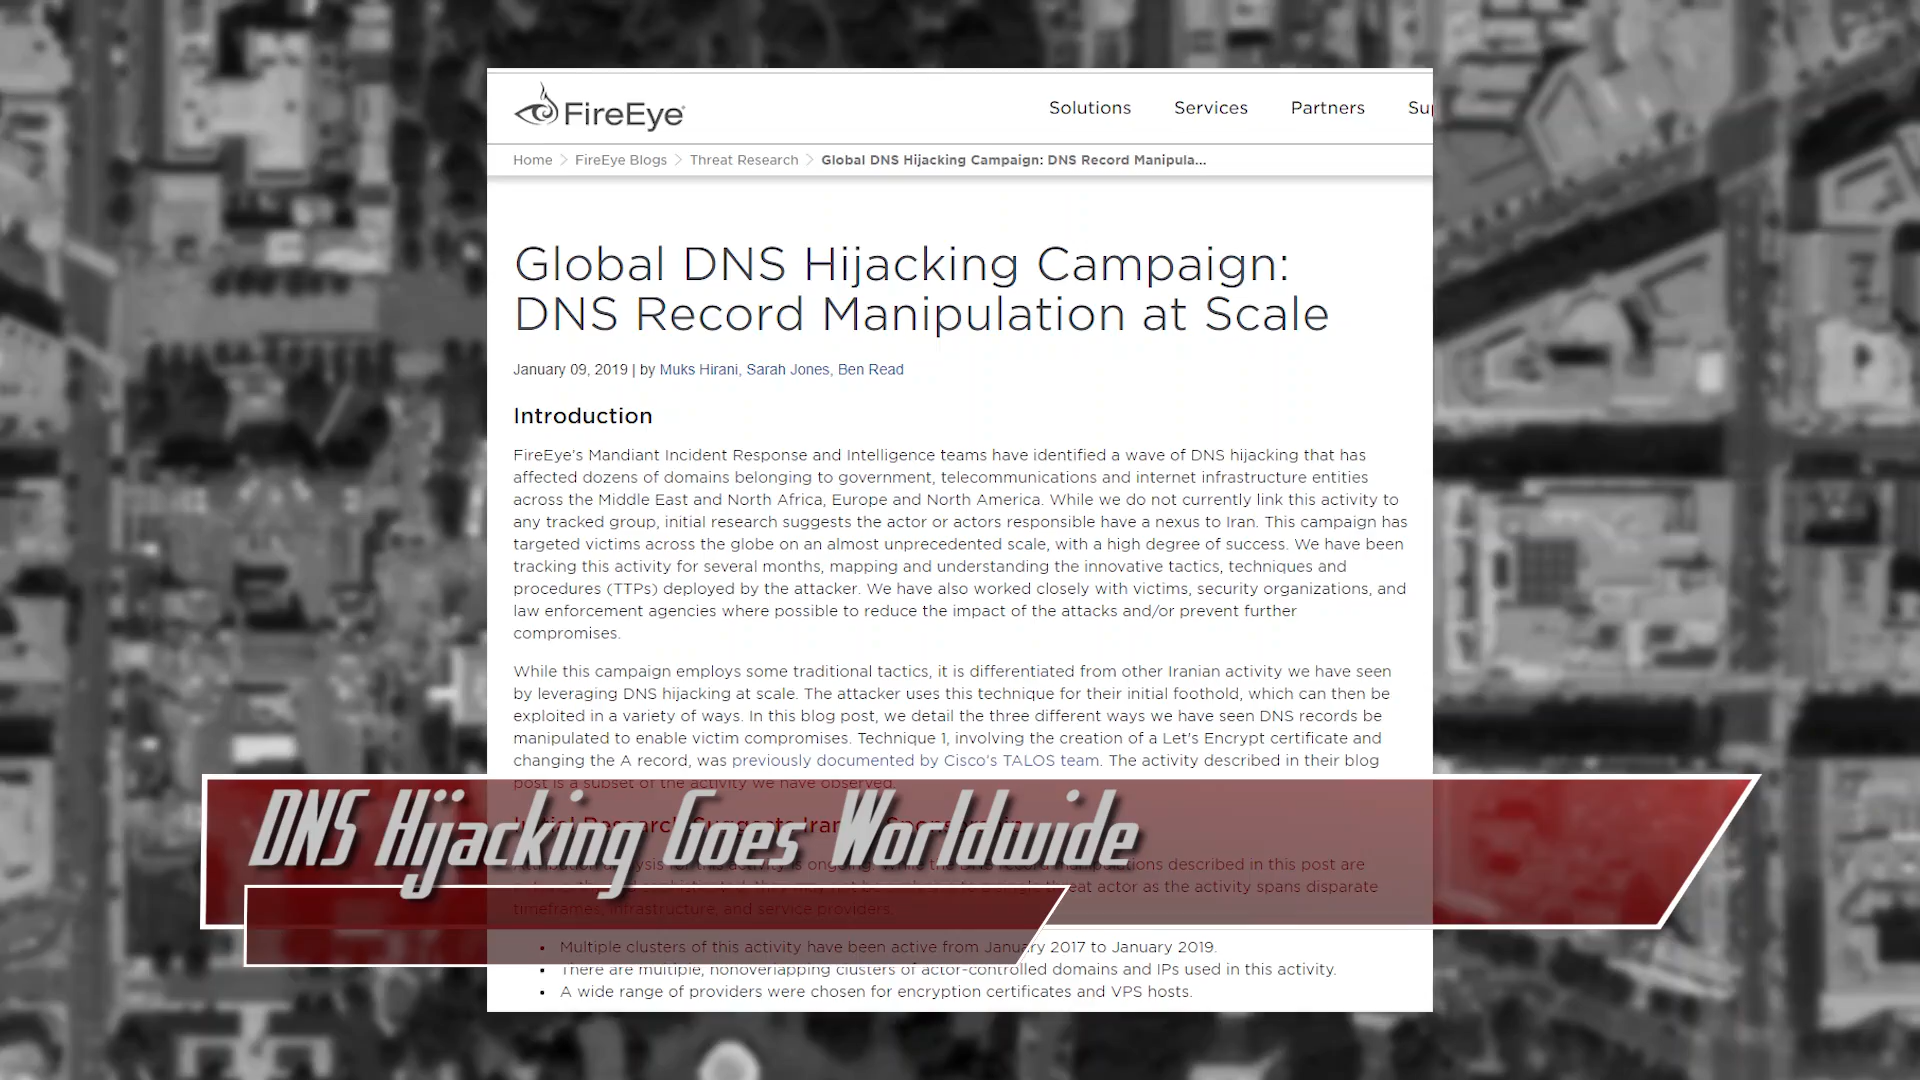 FireEye
Solutions Services Partners Su
Home > FireEye Blogs > Threat Research > Global DNS Hijacking Campaign: DNS Record Manipula...
Global DNS Hijacking Campaign:
DNS Record Manipulation at Scale
January 09, 2019 | by Muks Hirani, Sarah Jones, Ben Read
Introduction
FireEye's Mandiant Incident Response and Intelligence teams have identified a wave of DNS hijacking that has
affected dozens of domains belonging to government, telecommunications and internet infrastructure entities
across the Middle East and North Africa, Europe and North America. While we do not currently link this activity to
any tracked group, initial research suggests the actor or actors responsible have a nexus to Iran. This campaign has
targeted victims across the globe on an almost unprecedented scale, with a high degree of success. We have been
tracking this activity for several months, mapping and understanding the innovative tactics, techniques and
procedures (TTPs) deployed by the attacker. We have also worked closely with victims, security organizations, and
law enforcement agencies where possible to reduce the impact of the attacks and/or prevent further
compromises.
While this campaign employs some traditional tactics, it is differentiated from other Iranian activity we have seen
by leveraging DNS hijacking at scale. The attacker uses this technique for their initial foothold, which can then be
exploited in a variety of ways. In this blog post, we detail the three different ways we have seen DNS records be
manipulated to enable victim compromises. Technique 1, involving the creation of a Let's Encrypt certificate and
changing the A record, was previously documented by Cisco's TALOS team. The activity described in their blog
post is a subset of the activity we have observed.
DNS Hijacking Goes Worldwide
described in this post are
threat actor as the activity spans disparate
timeframes, infrastructure, and service providers.
• Multiple clusters of this activity have been active from January 2017 to January 2019.
• There are multiple, nonoverlapping clusters of actor-controlled domains and IPs used in this activity.
• A wide range of providers were chosen for encryption certificates and VPS hosts.